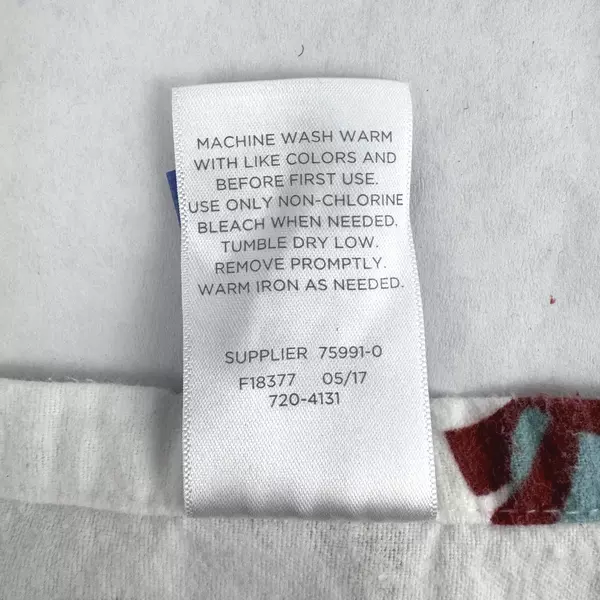 MACHINE WASH WARM
WITH LIKE COLORS AND
BEFORE FIRST USE.
USE ONLY NON-CHLORINE
BLEACH WHEN NEEDED.
TUMBLE DRY LOW.
REMOVE PROMPTLY.
WARM IRON AS NEEDED.
SUPPLIER 75991-0
F18377 05/17
720-4131